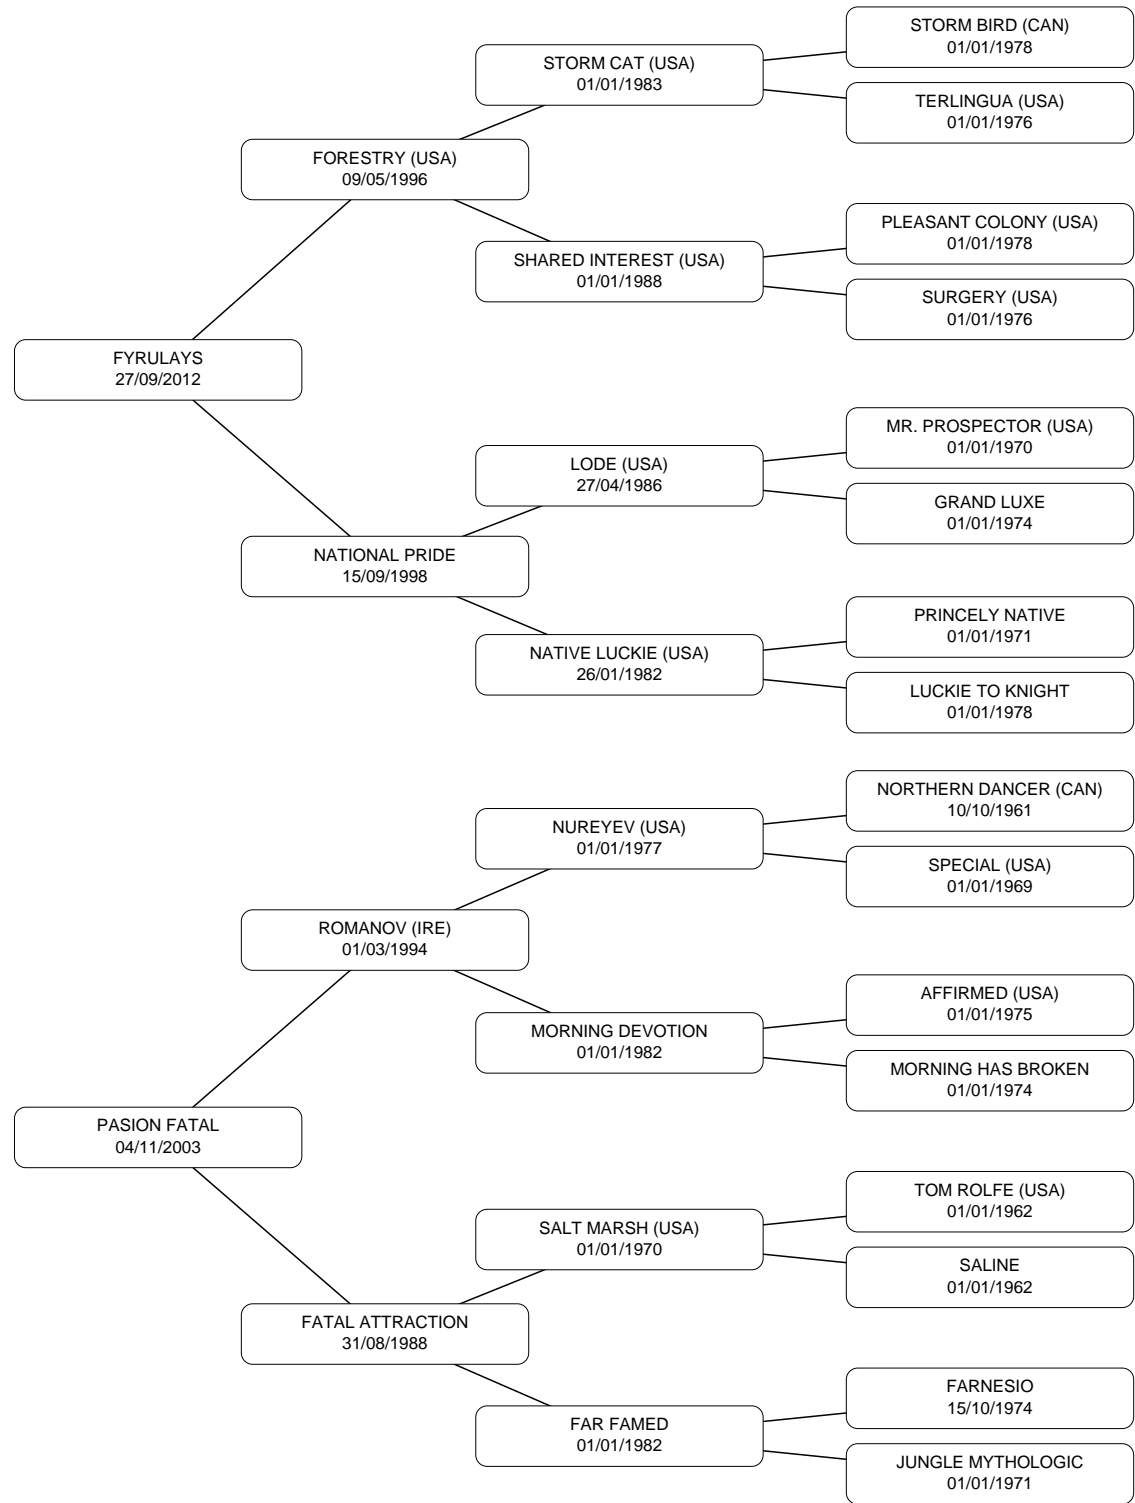 STORM BIRD (CAN)
01/01/1978
STORM CAT (USA)
01/01/1983
TERLINGUA (USA)
01/01/1976
FORESTRY (USA)
09/05/1996
PLEASANT COLONY (USA)
01/01/1978
SHARED INTEREST (USA)
01/01/1988
SURGERY (USA)
01/01/1976
FYRULAYS
27/09/2012
MR. PROSPECTOR (USA)
01/01/1970
LODE (USA)
27/04/1986
GRAND LUXE
01/01/1974
NATIONAL PRIDE
15/09/1998
PRINCELY NATIVE
01/01/1971
NATIVE LUCKIE (USA)
26/01/1982
LUCKIE TO KNIGHT
01/01/1978
NORTHERN DANCER (CAN)
10/10/1961
NUREYEV (USA)
01/01/1977
SPECIAL (USA)
01/01/1969
ROMANOV (IRE)
01/03/1994
AFFIRMED (USA)
01/01/1975
MORNING DEVOTION
01/01/1982
MORNING HAS BROKEN
01/01/1974
PASION FATAL
04/11/2003
TOM ROLFE (USA)
01/01/1962
SALT MARSH (USA)
01/01/1970
SALINE
01/01/1962
FATAL ATTRACTION
31/08/1988
FARNESIO
15/10/1974
FAR FAMED
01/01/1982
JUNGLE MYTHOLOGIC
01/01/1971